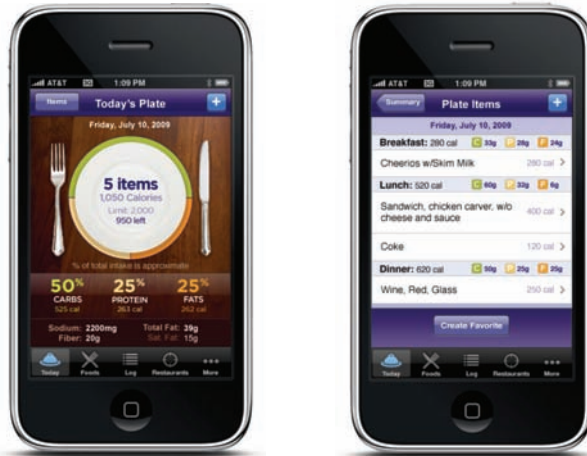 AT&T 3G 1:09 PM
Items Today's Plate +
Friday, July 10, 2009
5 items
1,050 Calories
Limit: 2,000
950 left
% of total intake is approximate
50% 25% 25%
CARBS PROTEIN FATS
525 cal 263 cal 262 cal
Sodium: 2200mg Total Fat: 39g
Fiber: 20g Sat. Fat: 15g
Today Foods Log Restaurants More
AT&T 3G 1:09 PM
Summary Plate Items +
Friday, July 10, 2009
Breakfast: 280 cal C 33g P 28g F 24g
Cheerios w/Skim Milk 280 cal >
Lunch: 520 cal C 60g P 32g F 6g
Sandwich, chicken carver, w/o
cheese and sauce 400 cal >
Coke 120 cal >
Dinner: 620 cal C 50g P 25g F 25g
Wine, Red, Glass 250 cal >
Create Favorite
Today Foods Log Restaurants More